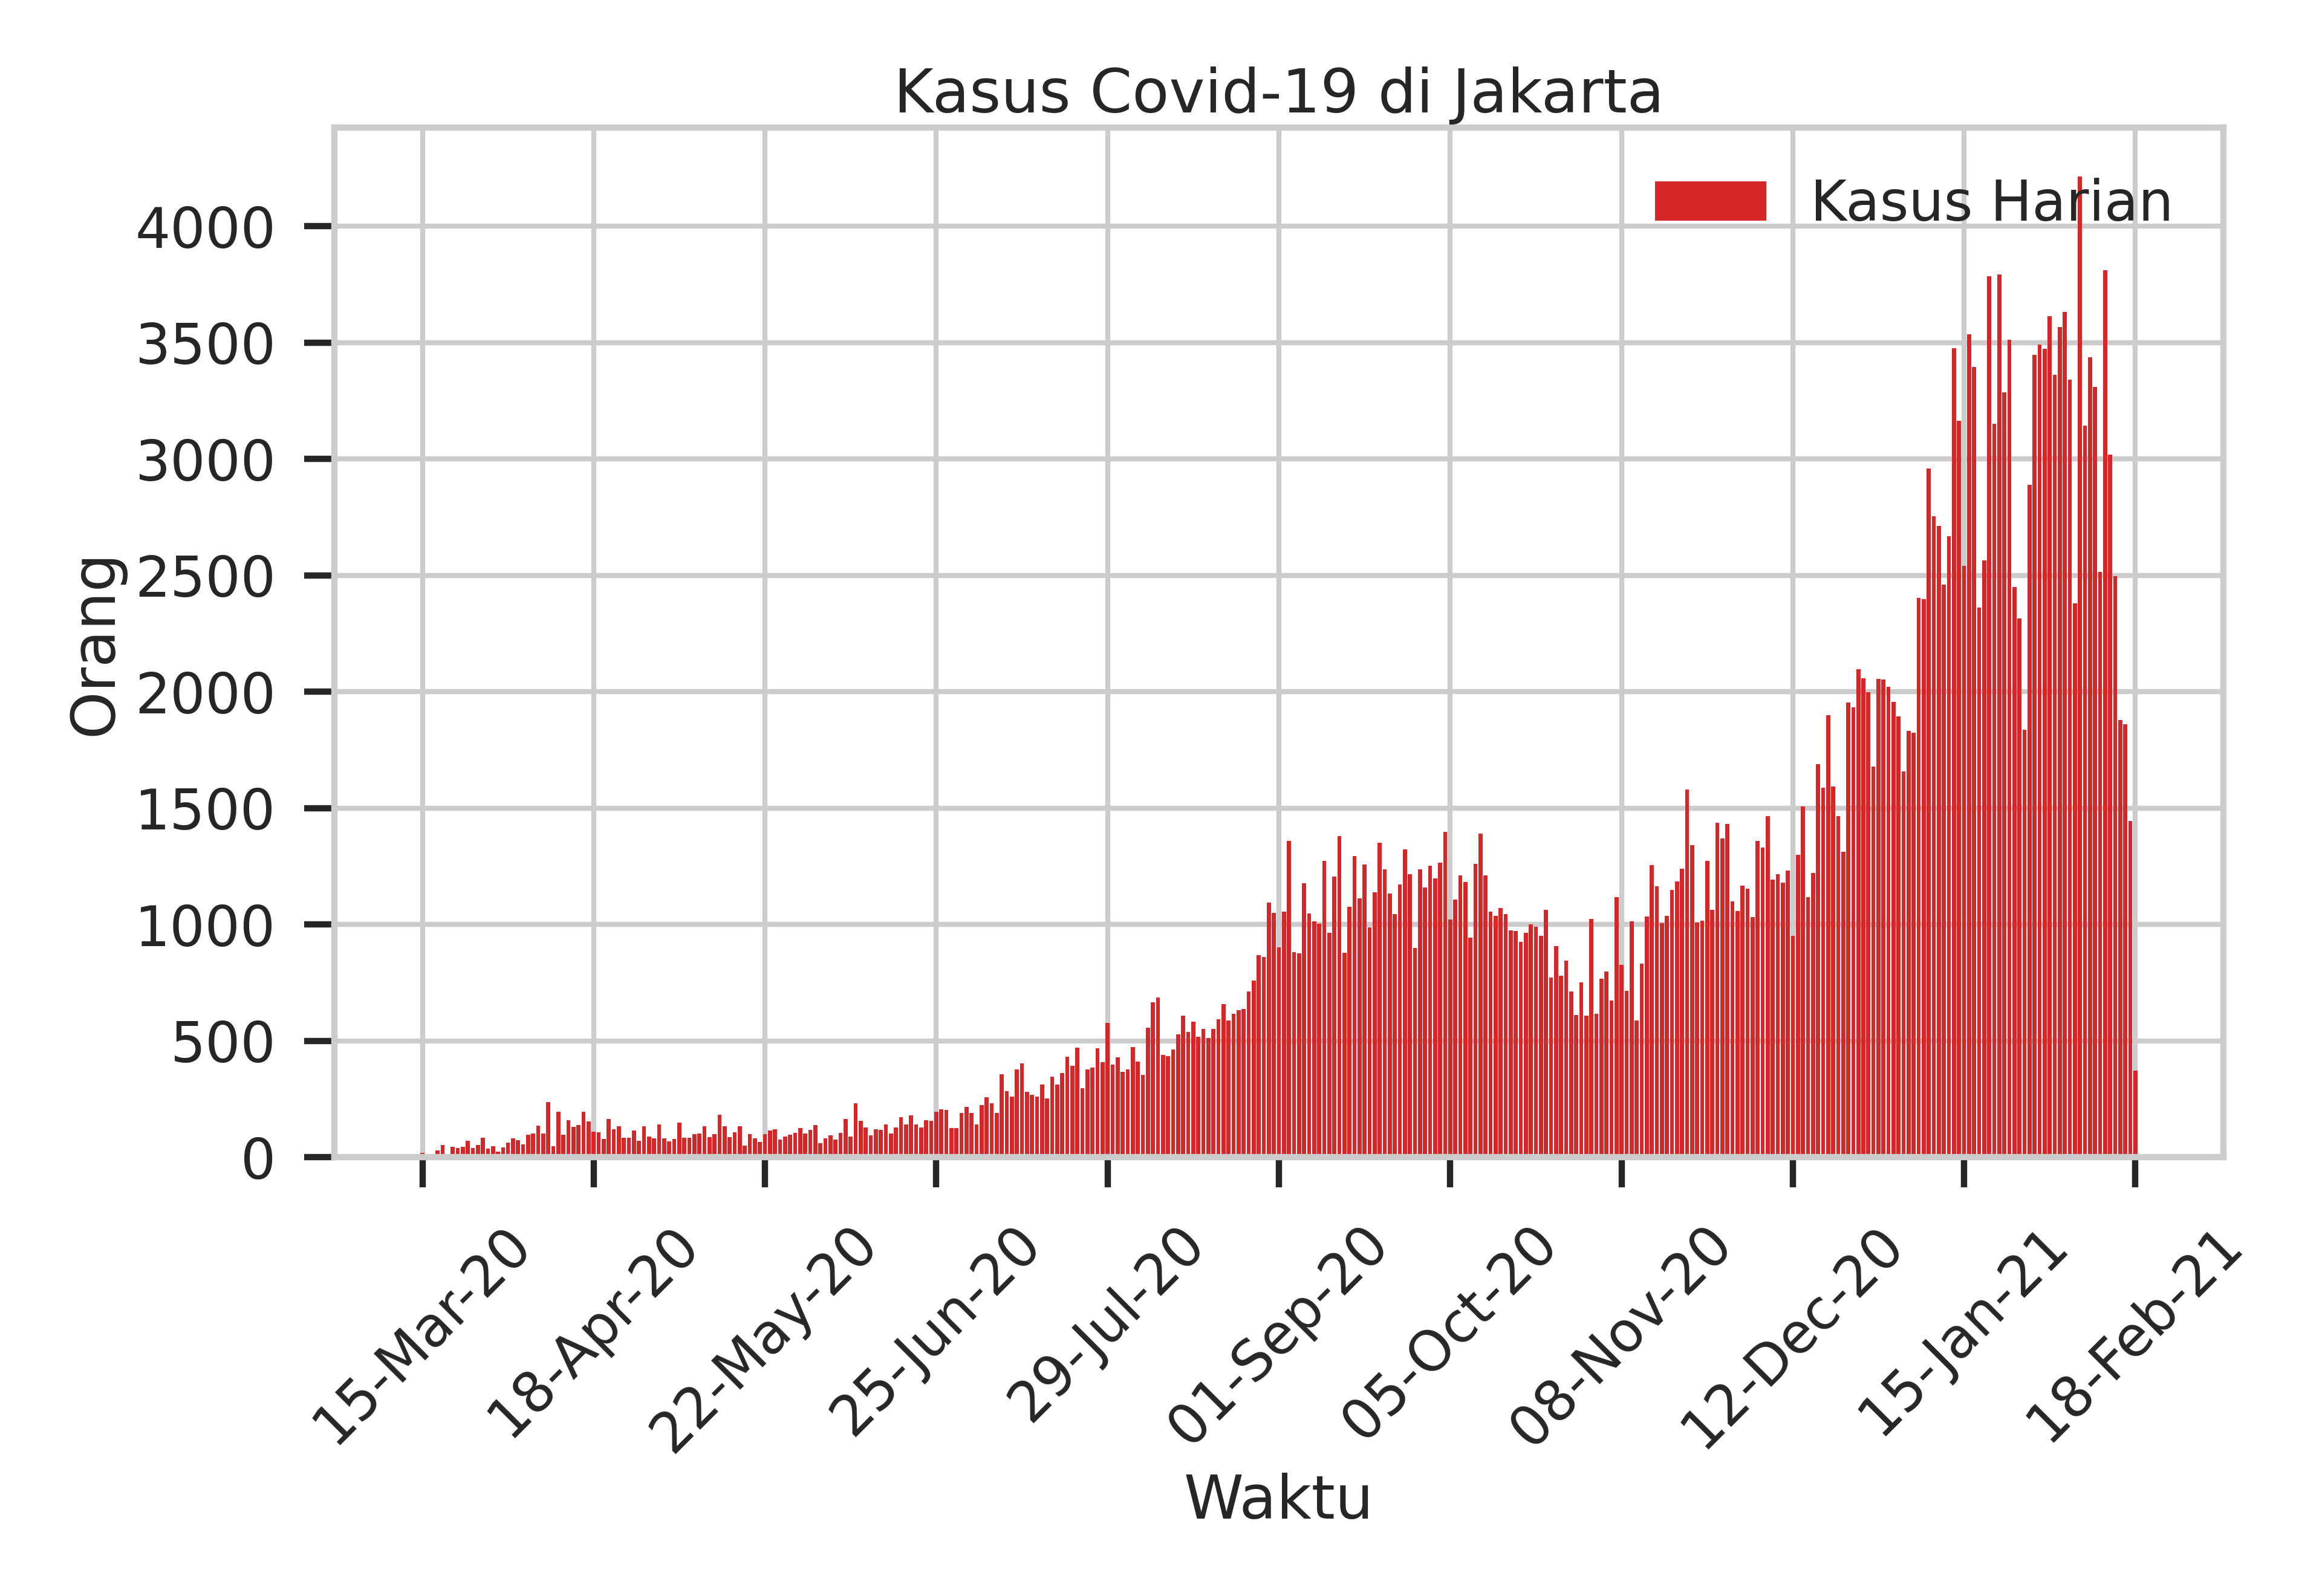 Kasus Covid-19 di Jakarta
Kasus Harian
4000
3500
3000
2500
2000
1500
1000
500
0
Orang
15-Mar-20
18-Apr-20
22-May-20
25-Jun-20
29-Jul-20
01-Sep-20
05-Oct-20
08-Nov-20
12-Dec-20
15-Jan-21
18-Feb-21
Waktu